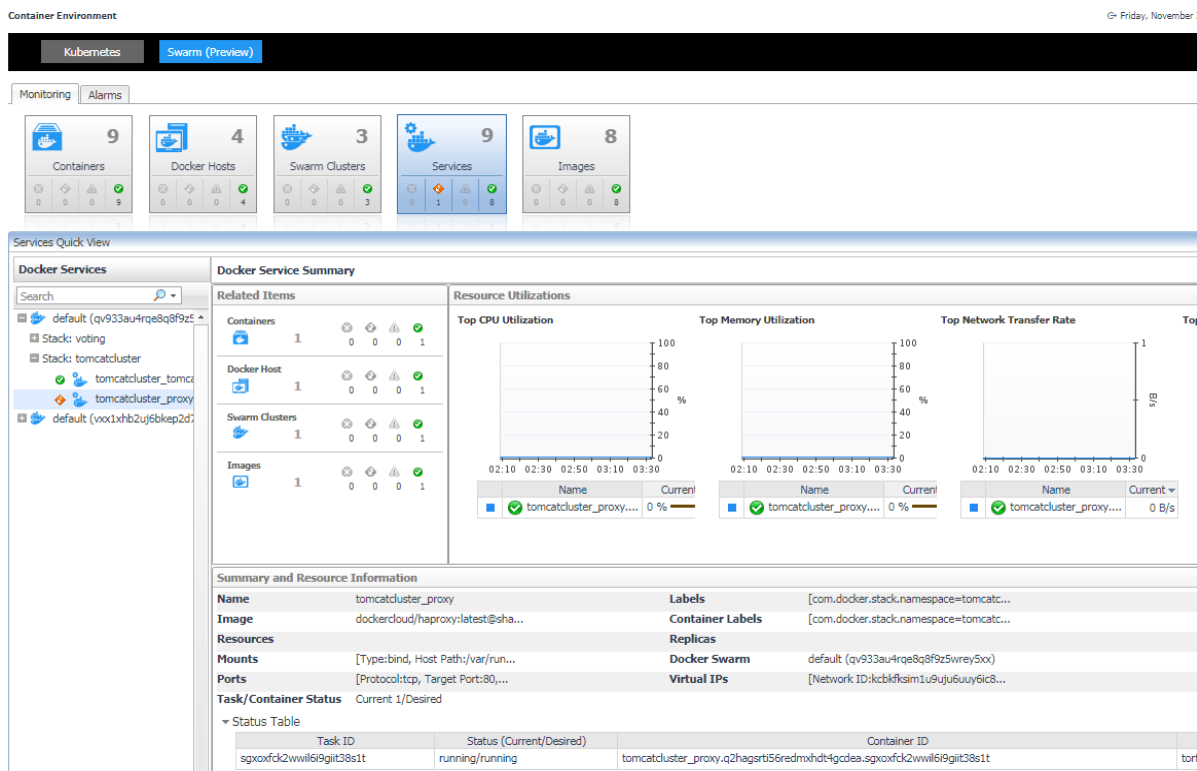 Container Environment
Friday, November
Kubernetes
Swarm (Preview)
Monitoring
Alarms
9
Containers
0 0 0 9
4
Docker Hosts
0 0 0 4
3
Swarm Clusters
0 0 0 3
9
Services
0 1 0 8
8
Images
0 0 0 8
Services Quick View
Docker Services
Search
default (qv933au4rqe8q8f9z5
Stack: voting
Stack: tomcatcluster
tomcatcluster_tomca
tomcatcluster_proxy
default (vxx1xhb2uj6bkep2d7
Docker Service Summary
Related Items
Containers
1
0 0 0 1
Docker Host
1
0 0 0 1
Swarm Clusters
1
0 0 0 1
Images
1
0 0 0 1
Resource Utilizations
Top CPU Utilization
100
80
60
40
20
0
%
02:10 02:30 02:50 03:10 03:30
Name Current
tomcatcluster_proxy.... 0 %
Top Memory Utilization
100
80
60
40
20
0
%
02:10 02:30 02:50 03:10 03:30
Name Current
tomcatcluster_proxy.... 0 %
Top Network Transfer Rate
1
0
B/s
02:10 02:30 02:50 03:10 03:30
Name Current
tomcatcluster_proxy.... 0 B/s
Top
Summary and Resource Information
Name tomcatcluster_proxy Labels [com.docker.stack.namespace=tomcatc...
Image dockercloud/haproxy:latest@sha... Container Labels [com.docker.stack.namespace=tomcatc...
Resources Replicas
Mounts [Type:bind, Host Path:/var/run... Docker Swarm default (qv933au4rqe8q8f9z5wrey5xx)
Ports [Protocol:tcp, Target Port:80,... Virtual IPs [Network ID:kcbkfksim1u9uju6uuy6ic8...
Task/Container Status Current 1/Desired
Status Table
Task ID Status (Current/Desired) Container ID
sgxoxfck2wwil6i9giit38s1t running/running tomcatcluster_proxy.q2hagsrti56redmxhdt4gcdea.sgxoxfck2wwil6i9giit38s1t